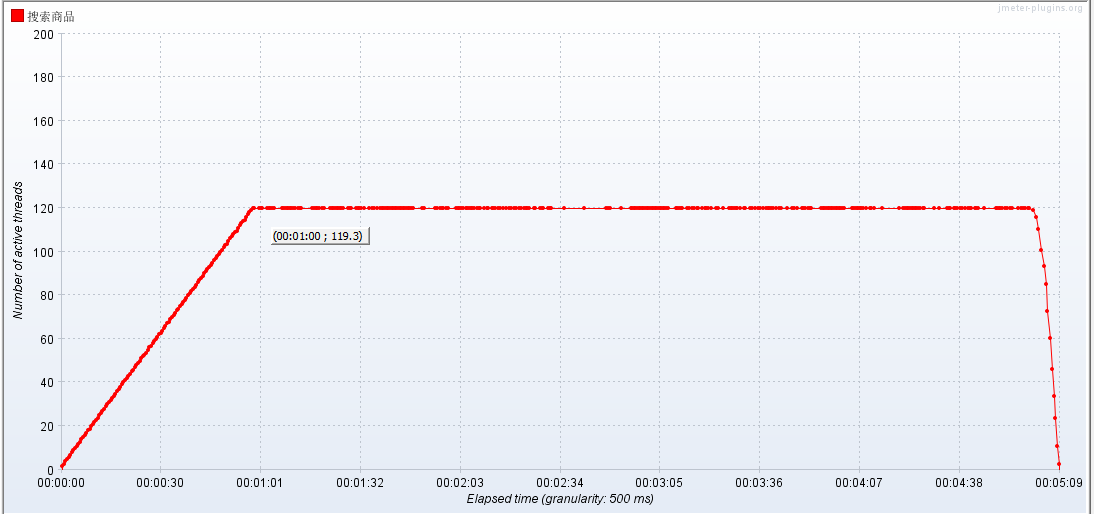 jmeter-plugins.org
搜索商品
200
180
160
140
120
100
80
60
40
20
0
Number of active threads
(00:01:00 ; 119.3)
00:00:00 00:00:30 00:01:01 00:01:32 00:02:03 00:02:34 00:03:05 00:03:36 00:04:07 00:04:38 00:05:09
Elapsed time (granularity: 500 ms)